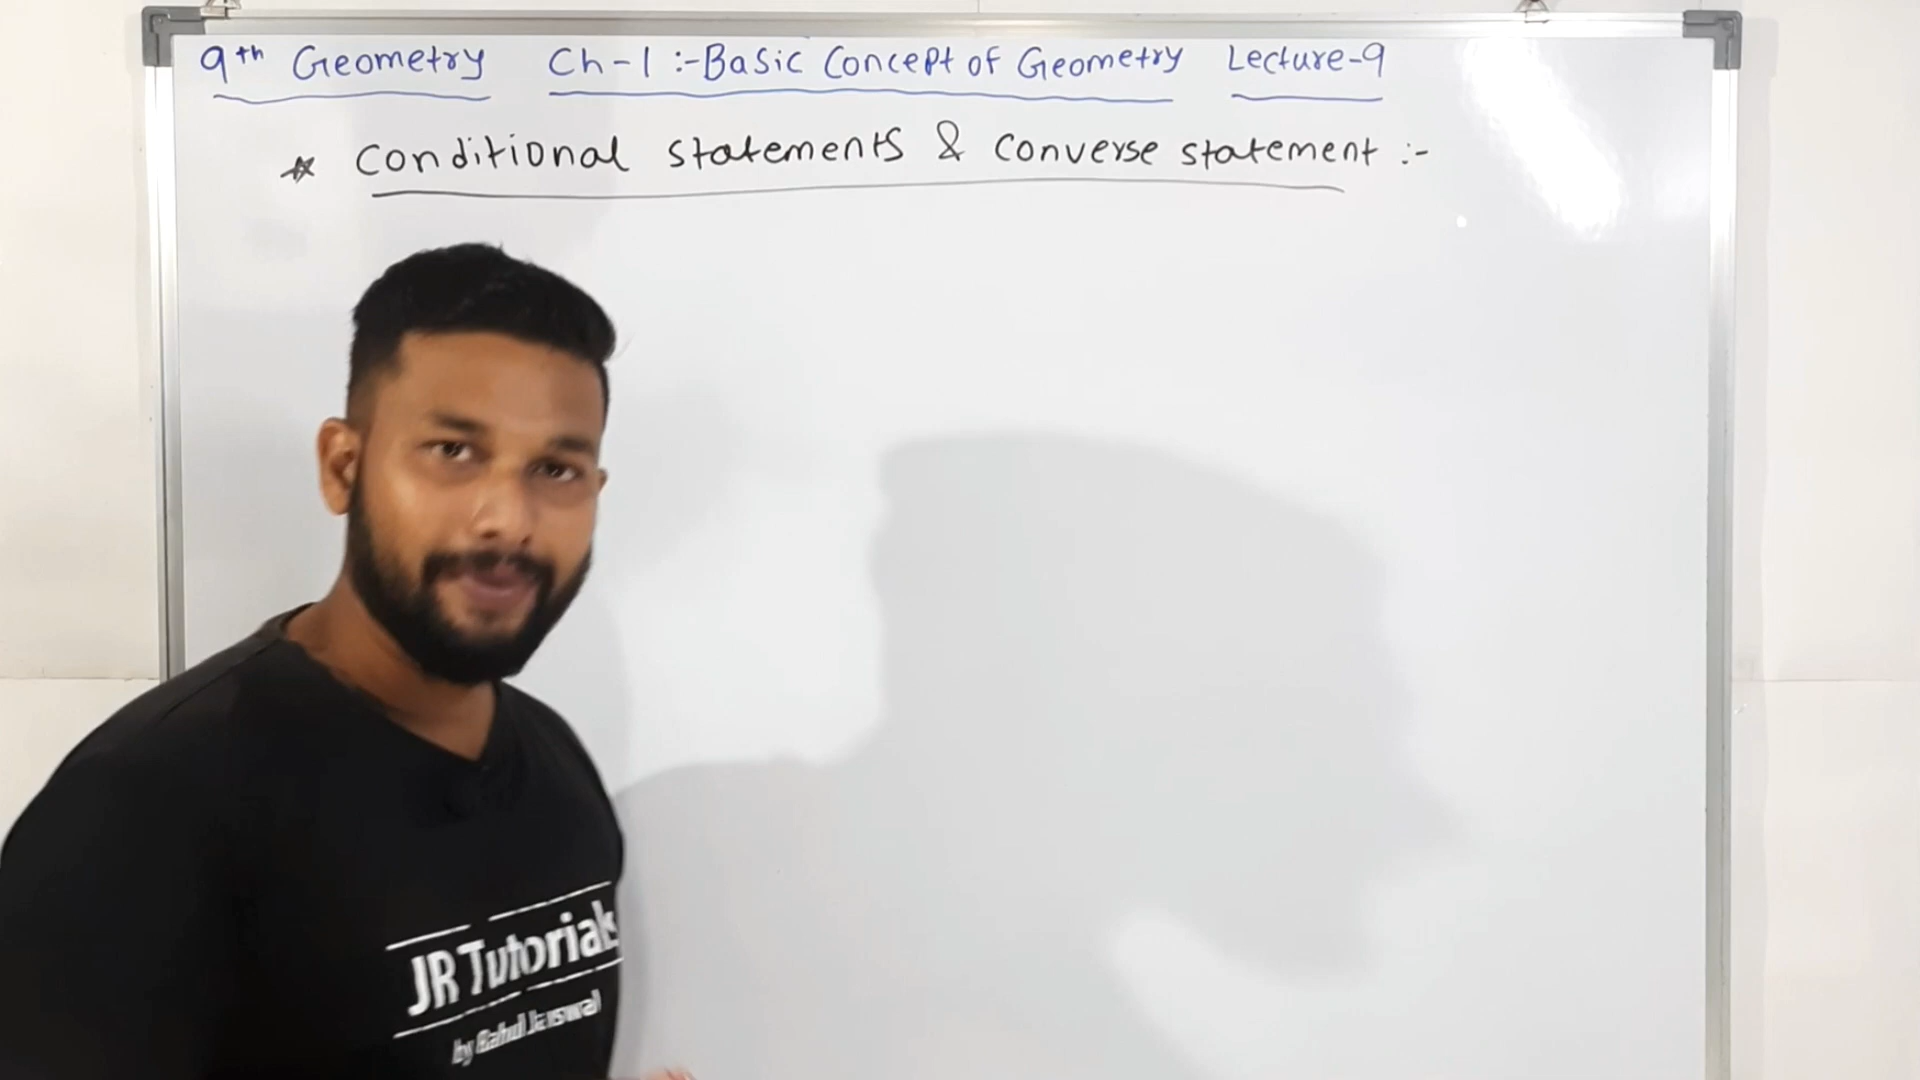 9th Geometry Ch-1 :- Basic Concept of Geometry Lecture-9
* Conditional statements & Converse statement :-
JR Tutorials
by Rahul Jaiswal